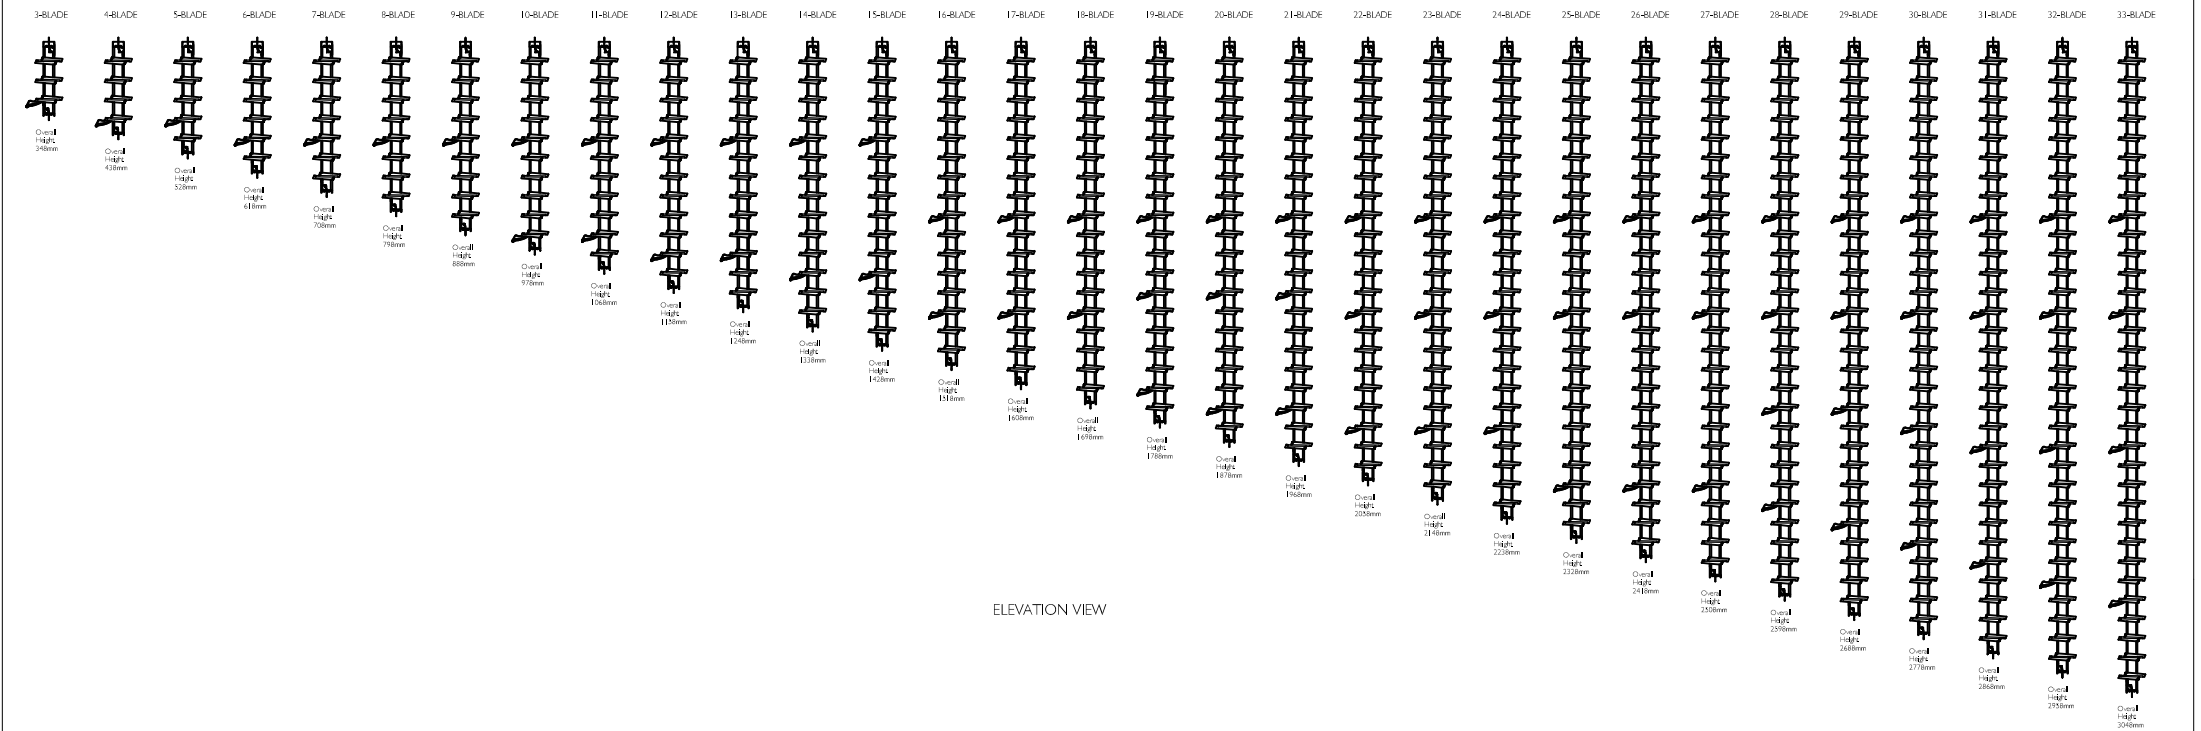 3-BLADE 4-BLADE 5-BLADE 6-BLADE 7-BLADE 8-BLADE 9-BLADE 10-BLADE 11-BLADE 12-BLADE 13-BLADE 14-BLADE 15-BLADE 16-BLADE 17-BLADE 18-BLADE 19-BLADE 20-BLADE 21-BLADE 22-BLADE 23-BLADE 24-BLADE 25-BLADE 26-BLADE 27-BLADE 28-BLADE 29-BLADE 30-BLADE 31-BLADE 32-BLADE 33-BLADE
Overall
Height:
348mm
Overall
Height:
438mm
Overall
Height:
528mm
Overall
Height:
618mm
Overall
Height:
708mm
Overall
Height:
798mm
Overall
Height:
888mm
Overall
Height:
978mm
Overall
Height:
1068mm
Overall
Height:
1158mm
Overall
Height:
1248mm
Overall
Height:
1338mm
Overall
Height:
1428mm
Overall
Height:
1518mm
Overall
Height:
1608mm
Overall
Height:
1698mm
Overall
Height:
1788mm
Overall
Height:
1878mm
Overall
Height:
1968mm
Overall
Height:
2058mm
Overall
Height:
2148mm
Overall
Height:
2238mm
Overall
Height:
2328mm
Overall
Height:
2418mm
Overall
Height:
2508mm
Overall
Height:
2598mm
Overall
Height:
2688mm
Overall
Height:
2778mm
Overall
Height:
2868mm
Overall
Height:
2958mm
Overall
Height:
3048mm
ELEVATION VIEW